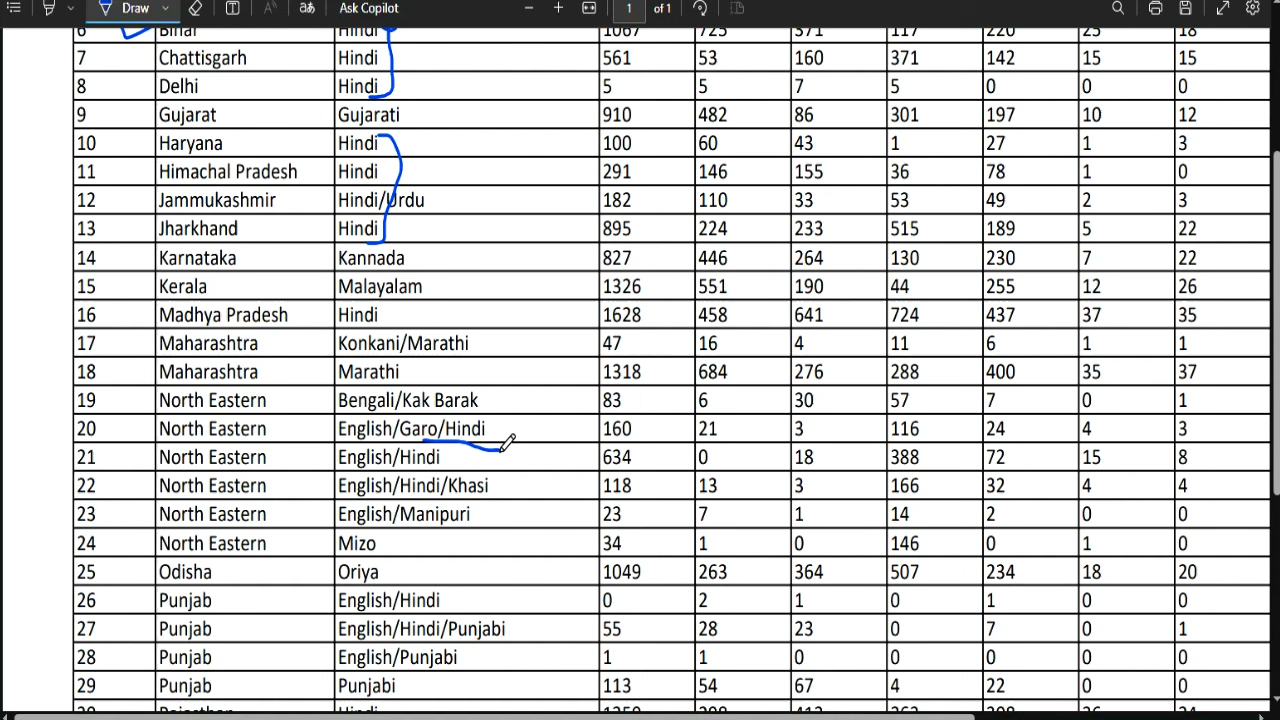 Draw
Ask Copilot
1 of 1
6 Bihar Hindi 1067 725 371 117 220 25 18
7 Chattisgarh Hindi 561 53 160 371 142 15 15
8 Delhi Hindi 5 5 7 5 0 0 0
9 Gujarat Gujarati 910 482 86 301 197 10 12
10 Haryana Hindi 100 60 43 1 27 1 3
11 Himachal Pradesh Hindi 291 146 155 36 78 1 0
12 Jammukashmir Hindi/Urdu 182 110 33 53 49 2 3
13 Jharkhand Hindi 895 224 233 515 189 5 22
14 Karnataka Kannada 827 446 264 130 230 7 22
15 Kerala Malayalam 1326 551 190 44 255 12 26
16 Madhya Pradesh Hindi 1628 458 641 724 437 37 35
17 Maharashtra Konkani/Marathi 47 16 4 11 6 1 1
18 Maharashtra Marathi 1318 684 276 288 400 35 37
19 North Eastern Bengali/Kak Barak 83 6 30 57 7 0 1
20 North Eastern English/Garo/Hindi 160 21 3 116 24 4 3
21 North Eastern English/Hindi 634 0 18 388 72 15 8
22 North Eastern English/Hindi/Khasi 118 13 3 166 32 4 4
23 North Eastern English/Manipuri 23 7 1 14 2 0 0
24 North Eastern Mizo 34 1 0 146 0 1 0
25 Odisha Oriya 1049 263 364 507 234 18 20
26 Punjab English/Hindi 0 2 1 0 1 0 0
27 Punjab English/Hindi/Punjabi 55 28 23 0 7 0 1
28 Punjab English/Punjabi 1 1 0 0 0 0 0
29 Punjab Punjabi 113 54 67 4 22 0 0
Hindi